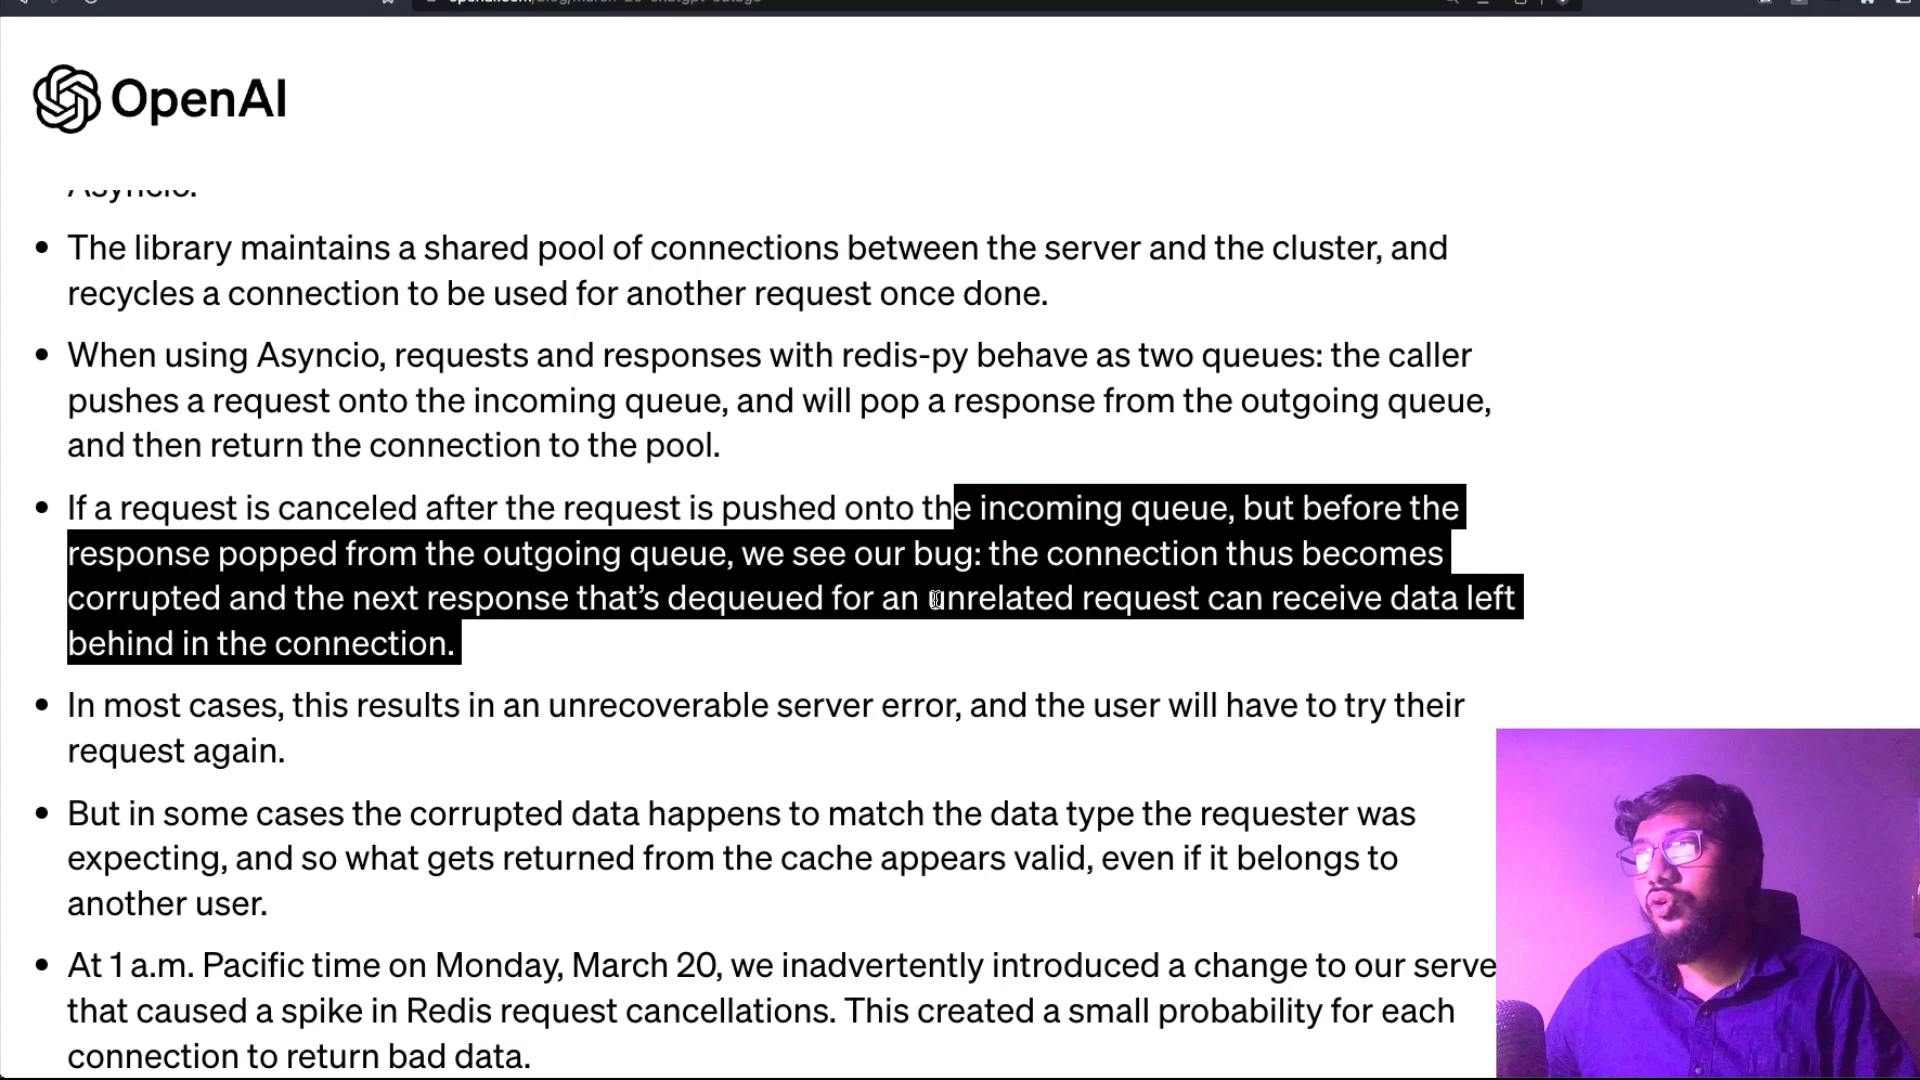 OpenAI
Asyncio.
The library maintains a shared pool of connections between the server and the cluster, and
recycles a connection to be used for another request once done.
When using Asyncio, requests and responses with redis-py behave as two queues: the caller
pushes a request onto the incoming queue, and will pop a response from the outgoing queue,
and then return the connection to the pool.
If a request is canceled after the request is pushed onto the incoming queue, but before the
response popped from the outgoing queue, we see our bug: the connection thus becomes
corrupted and the next response that’s dequeued for an unrelated request can receive data left
behind in the connection.
In most cases, this results in an unrecoverable server error, and the user will have to try their
request again.
But in some cases the corrupted data happens to match the data type the requester was
expecting, and so what gets returned from the cache appears valid, even if it belongs to
another user.
At 1 a.m. Pacific time on Monday, March 20, we inadvertently introduced a change to our serve
that caused a spike in Redis request cancellations. This created a small probability for each
connection to return bad data.